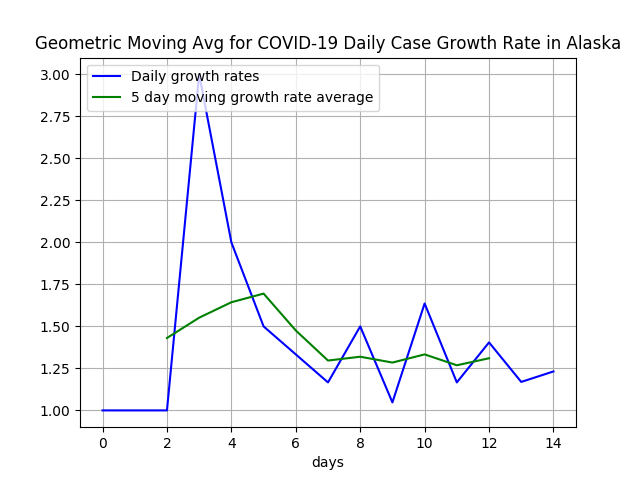 Geometric Moving Avg for COVID-19 Daily Case Growth Rate in Alaska
Daily growth rates
5 day moving growth rate average
3.00
2.75
2.50
2.25
2.00
1.75
1.50
1.25
1.00
0 2 4 6 8 10 12 14
days